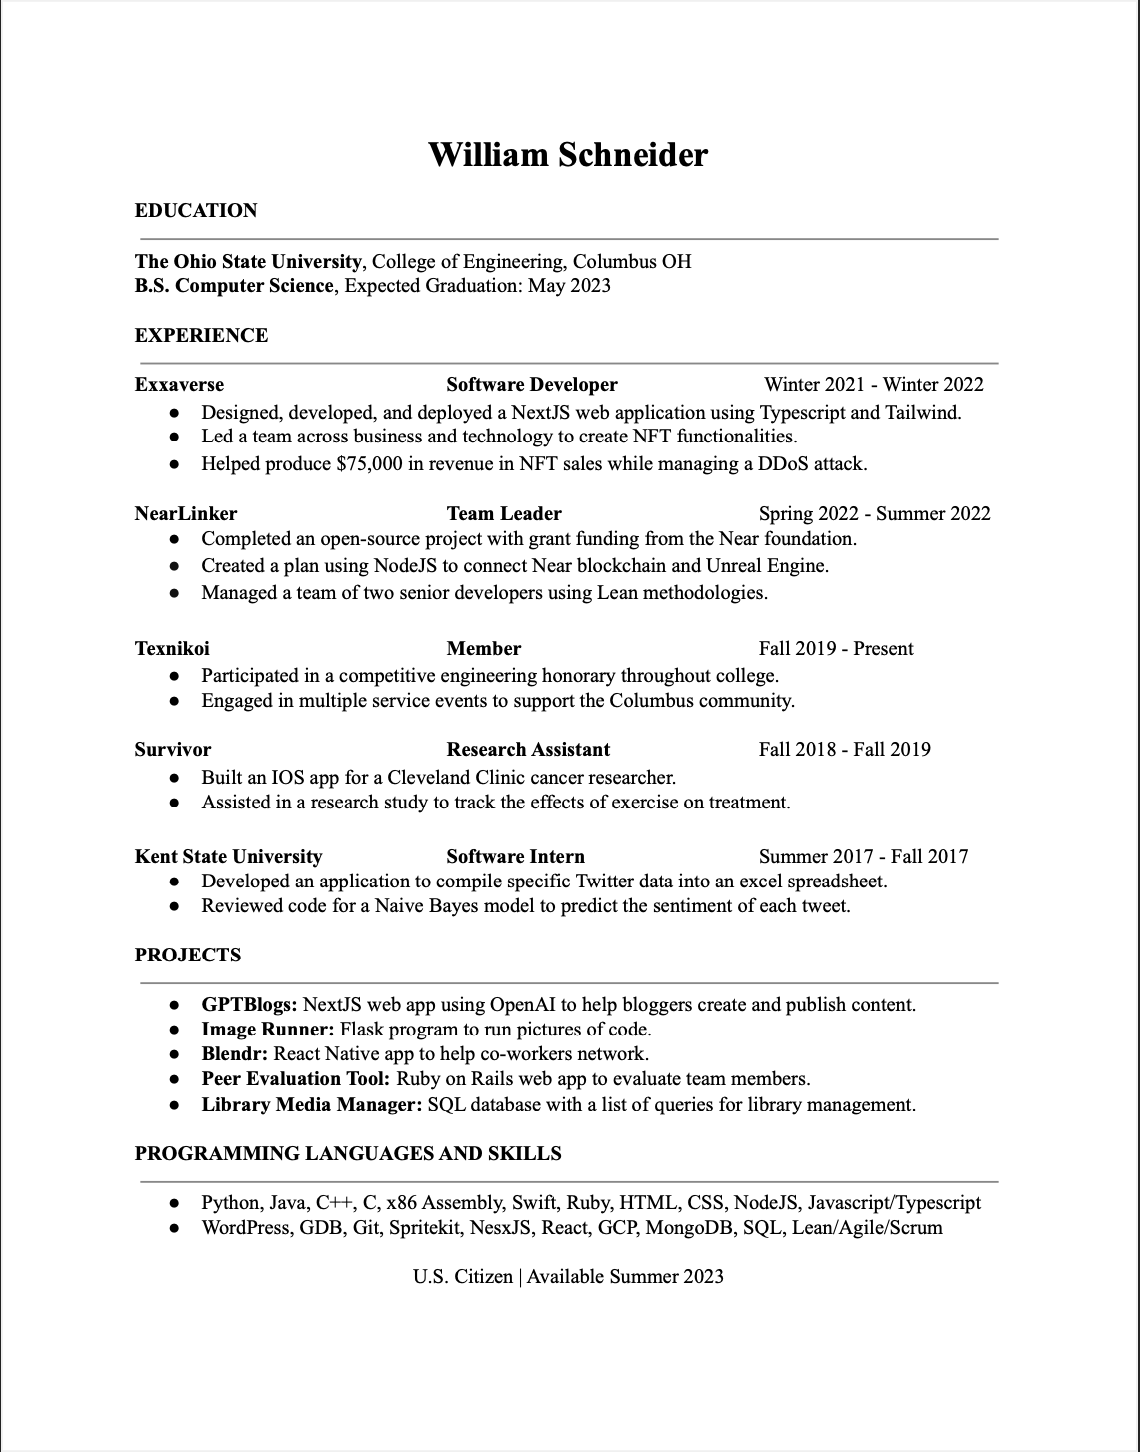 William Schneider
EDUCATION
The Ohio State University, College of Engineering, Columbus OH
B.S. Computer Science, Expected Graduation: May 2023
EXPERIENCE
Exxaverse Software Developer Winter 2021 - Winter 2022
● Designed, developed, and deployed a NextJS web application using Typescript and Tailwind.
● Led a team across business and technology to create NFT functionalities.
● Helped produce $75,000 in revenue in NFT sales while managing a DDoS attack.
NearLinker Team Leader Spring 2022 - Summer 2022
● Completed an open-source project with grant funding from the Near foundation.
● Created a plan using NodeJS to connect Near blockchain and Unreal Engine.
● Managed a team of two senior developers using Lean methodologies.
Texnikoi Member Fall 2019 - Present
● Participated in a competitive engineering honorary throughout college.
● Engaged in multiple service events to support the Columbus community.
Survivor Research Assistant Fall 2018 - Fall 2019
● Built an IOS app for a Cleveland Clinic cancer researcher.
● Assisted in a research study to track the effects of exercise on treatment.
Kent State University Software Intern Summer 2017 - Fall 2017
● Developed an application to compile specific Twitter data into an excel spreadsheet.
● Reviewed code for a Naive Bayes model to predict the sentiment of each tweet.
PROJECTS
● GPTBlogs: NextJS web app using OpenAI to help bloggers create and publish content.
● Image Runner: Flask program to run pictures of code.
● Blendr: React Native app to help co-workers network.
● Peer Evaluation Tool: Ruby on Rails web app to evaluate team members.
● Library Media Manager: SQL database with a list of queries for library management.
PROGRAMMING LANGUAGES AND SKILLS
● Python, Java, C++, C, x86 Assembly, Swift, Ruby, HTML, CSS, NodeJS, Javascript/Typescript
● WordPress, GDB, Git, Spritekit, NesxJS, React, GCP, MongoDB, SQL, Lean/Agile/Scrum
U.S. Citizen | Available Summer 2023